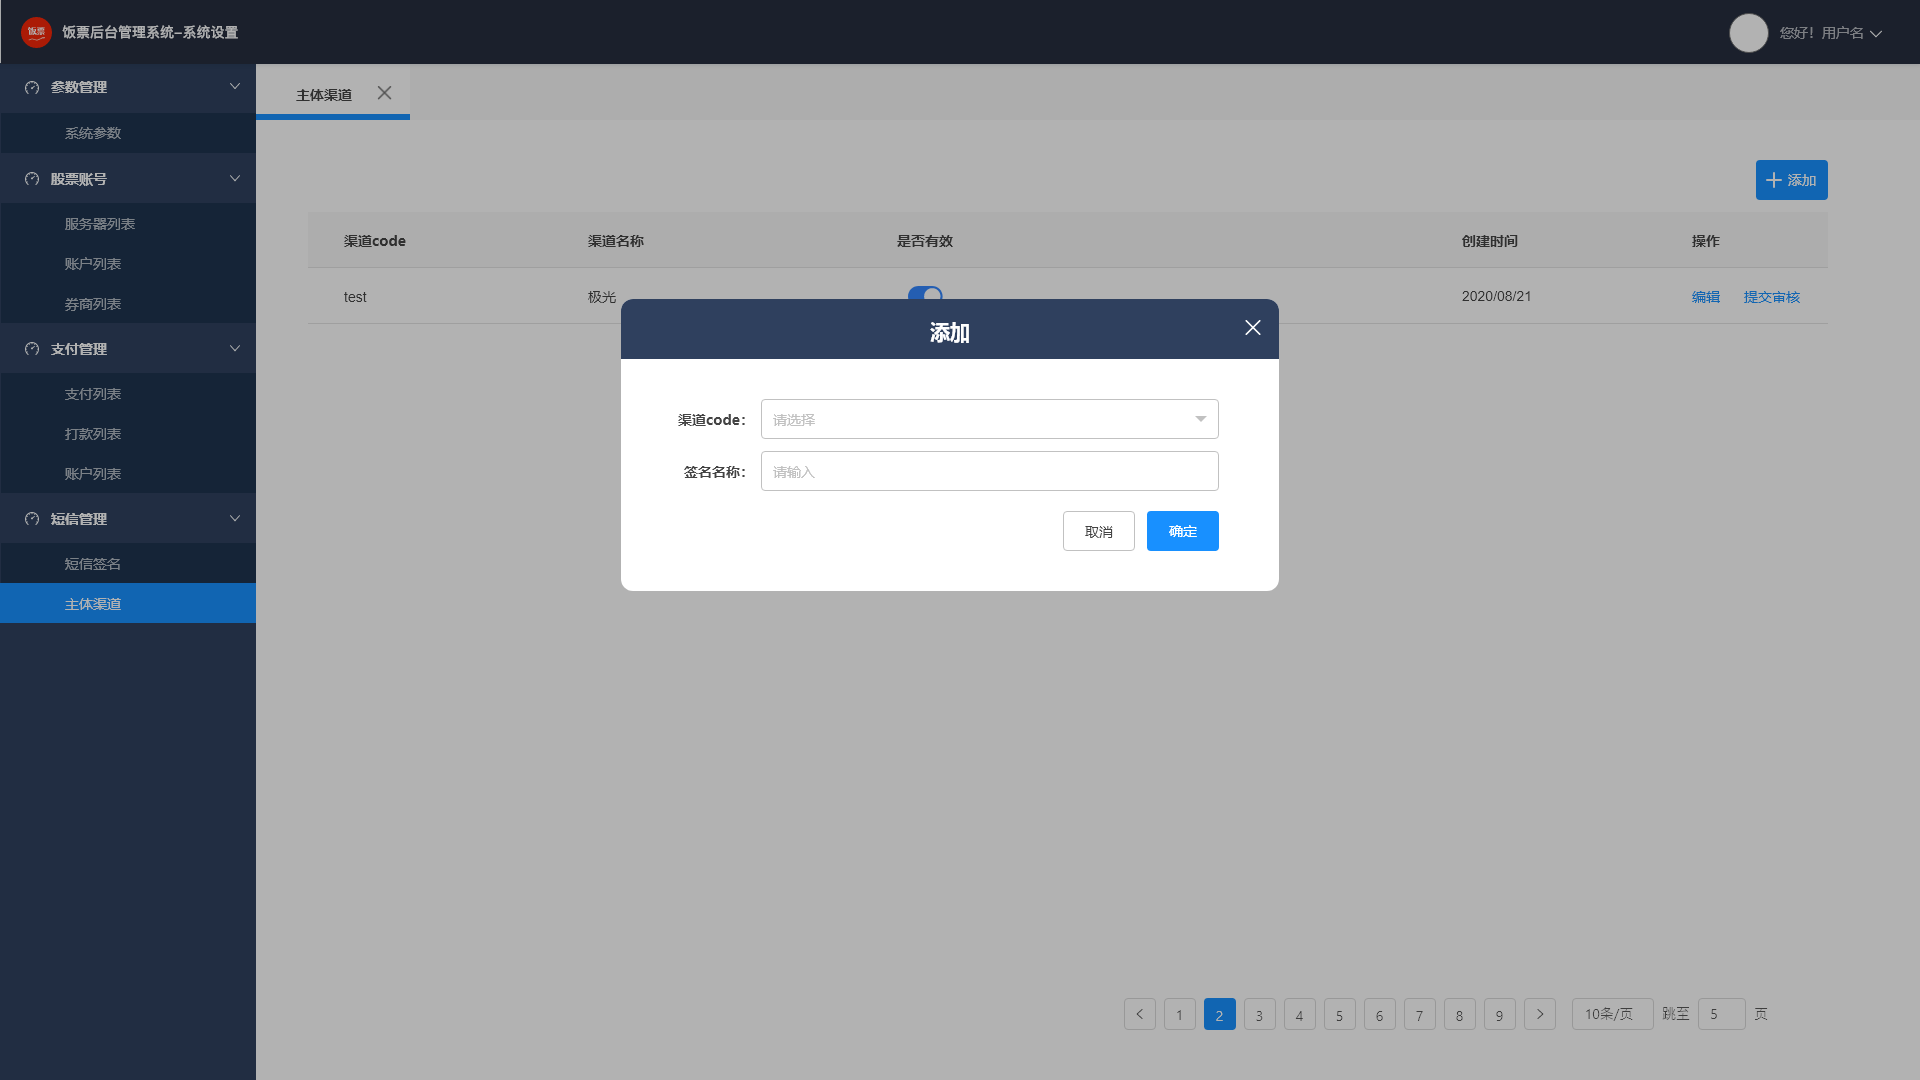 饭票
饭票后台管理系统-系统设置
您好！用户名
参数管理
系统参数
股票账号
服务器列表
账户列表
券商列表
支付管理
支付列表
打款列表
账户列表
短信管理
短信签名
主体渠道
主体渠道
添加
渠道code 渠道名称 是否有效 创建时间 操作
test 极光 2020/08/21 编辑 提交审核
添加
渠道code： 请选择
签名名称： 请输入
取消 确定
1 2 3 4 5 6 7 8 9 10条/页 跳至 5 页